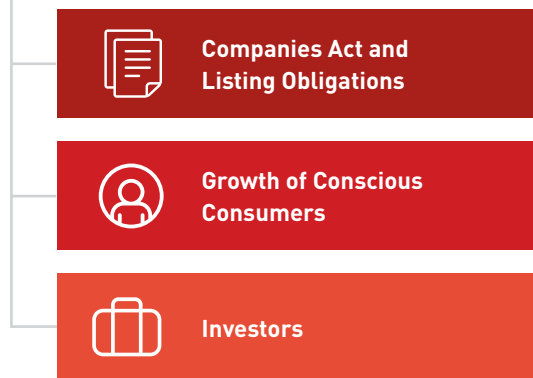 Companies Act and
Listing Obligations
Growth of Conscious
Consumers
Investors